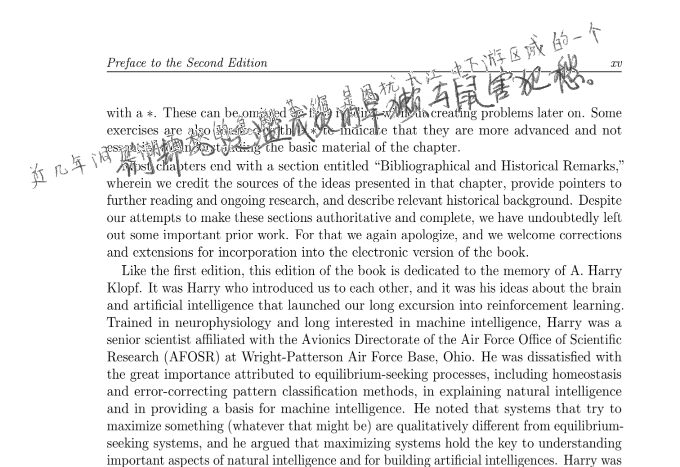 Preface to the Second Edition xv
近几年洞 困扰长江中下游区域的一个
鼠害犯愁。
with a ∗. These can be omitted creating problems later on. Some
exercises are also to indicate that they are more advanced and not
the basic material of the chapter.
Most chapters end with a section entitled “Bibliographical and Historical Remarks,”
wherein we credit the sources of the ideas presented in that chapter, provide pointers to
further reading and ongoing research, and describe relevant historical background. Despite
our attempts to make these sections authoritative and complete, we have undoubtedly left
out some important prior work. For that we again apologize, and we welcome corrections
and extensions for incorporation into the electronic version of the book.
Like the first edition, this edition of the book is dedicated to the memory of A. Harry
Klopf. It was Harry who introduced us to each other, and it was his ideas about the brain
and artificial intelligence that launched our long excursion into reinforcement learning.
Trained in neurophysiology and long interested in machine intelligence, Harry was a
senior scientist affiliated with the Avionics Directorate of the Air Force Office of Scientific
Research (AFOSR) at Wright-Patterson Air Force Base, Ohio. He was dissatisfied with
the great importance attributed to equilibrium-seeking processes, including homeostasis
and error-correcting pattern classification methods, in explaining natural intelligence
and in providing a basis for machine intelligence. He noted that systems that try to
maximize something (whatever that might be) are qualitatively different from equilibrium-
seeking systems, and he argued that maximizing systems hold the key to understanding
important aspects of natural intelligence and for building artificial intelligences. Harry was